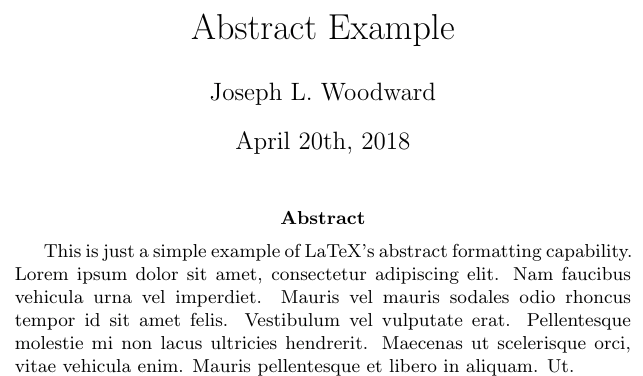 Abstract Example
Joseph L. Woodward
April 20th, 2018
Abstract
This is just a simple example of LaTeX's abstract formatting capability.
Lorem ipsum dolor sit amet, consectetur adipiscing elit. Nam faucibus
vehicula urna vel imperdiet. Mauris vel mauris sodales odio rhoncus
tempor id sit amet felis. Vestibulum vel vulputate erat. Pellentesque
molestie mi non lacus ultricies hendrerit. Maecenas ut scelerisque orci,
vitae vehicula enim. Mauris pellentesque et libero in aliquam. Ut.